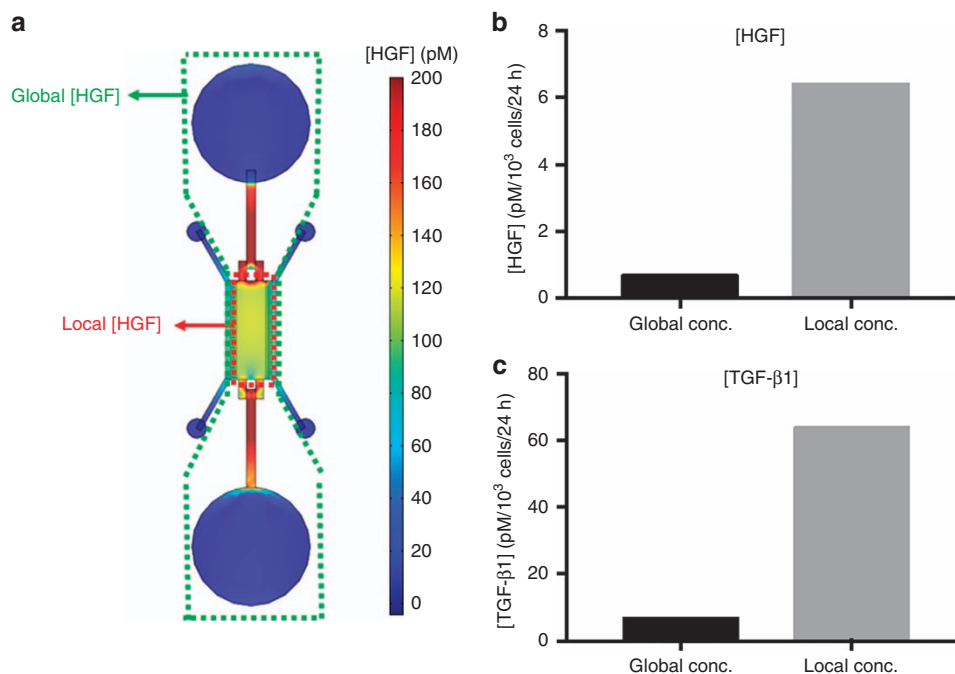 a
Global [HGF]
Local [HGF]
[HGF] (pM)
200
180
160
140
120
100
80
60
40
20
0
b
[HGF]
[HGF] (pM/10³ cells/24 h)
8
6
4
2
0
Global conc.
Local conc.
c
[TGF-β1]
[TGF-β1] (pM/10³ cells/24 h)
80
60
40
20
0
Global conc.
Local conc.